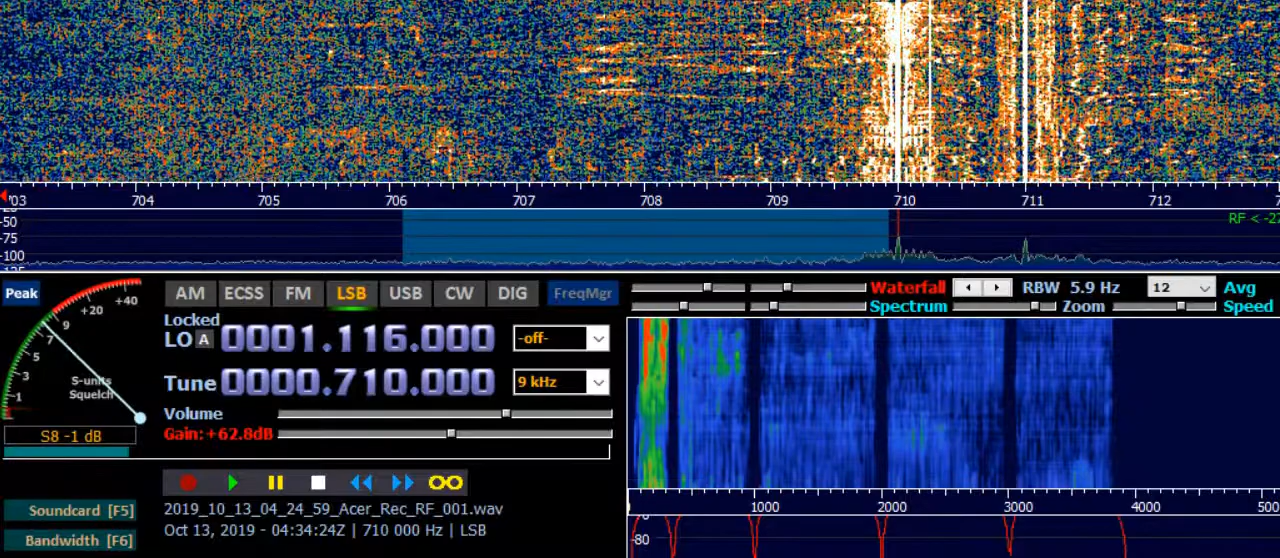 703 704 705 706 707 708 709 710 711 712
-50
-75
-100
RF < -2
Peak
1 3 5 7 9 +20 +40
S-units
Squelch
S8 -1 dB
Soundcard [F5]
Bandwidth [F6]
AM ECSS FM LSB USB CW DIG FreqMgr
Locked
LO A 0001.116.000 -off-
Tune 0000.710.000 9 kHz
Volume
Gain: +62.8dB
2019_10_13_04_24_59_Acer_Rec_RF_001.wav
Oct 13, 2019 - 04:34:24Z | 710 000 Hz | LSB
Waterfall RBW 5.9 Hz 12 Avg
Spectrum Zoom Speed
0 1000 2000 3000 4000 500
-80